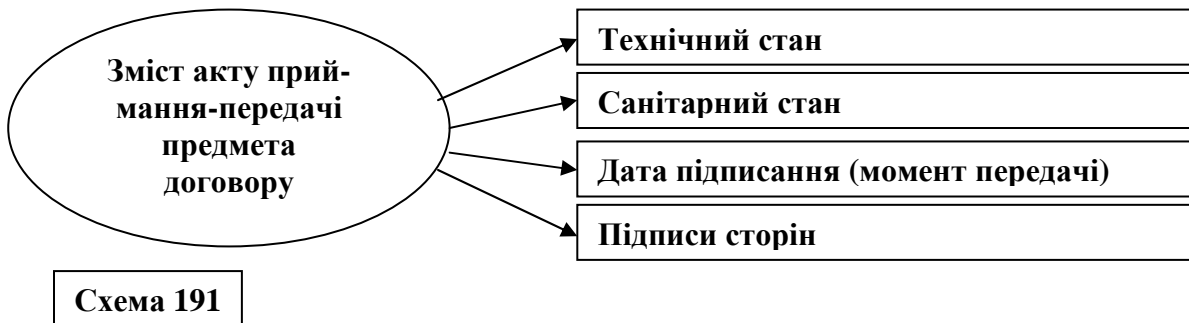 Зміст акту прий-
мання-передачі
предмета
договору
Технічний стан
Санітарний стан
Дата підписання (момент передачі)
Підписи сторін
Схема 191